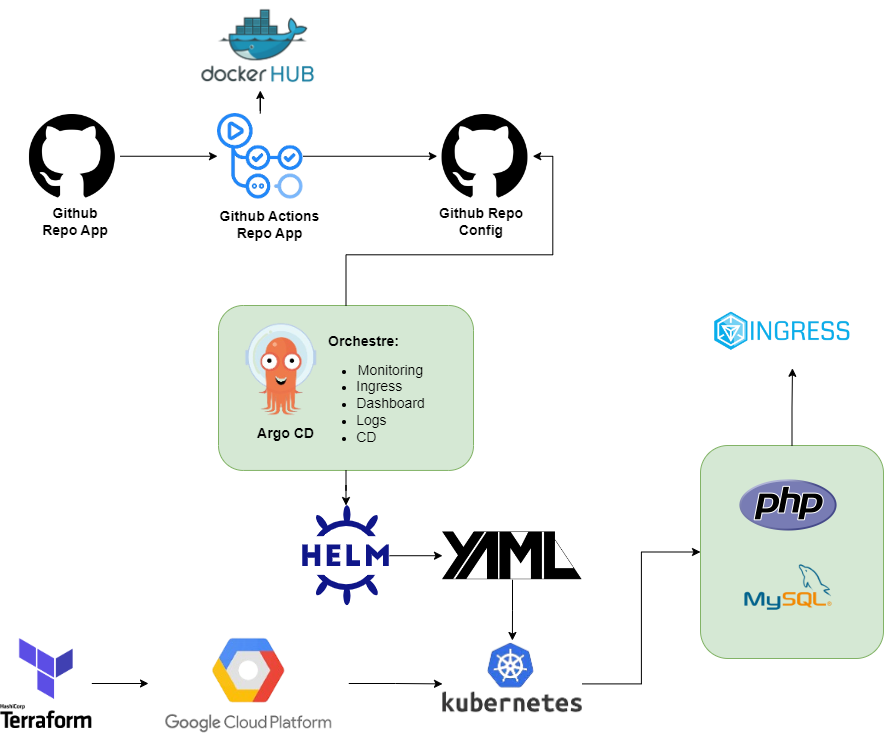 docker HUB
Github
Repo App
Github Actions
Repo App
Github Repo
Config
Orchestre:
Monitoring
Ingress
Dashboard
Logs
CD
Argo CD
INGRESS
php
MySQL
HELM
YAML
HashiCorp
Terraform
Google Cloud Platform
kubernetes